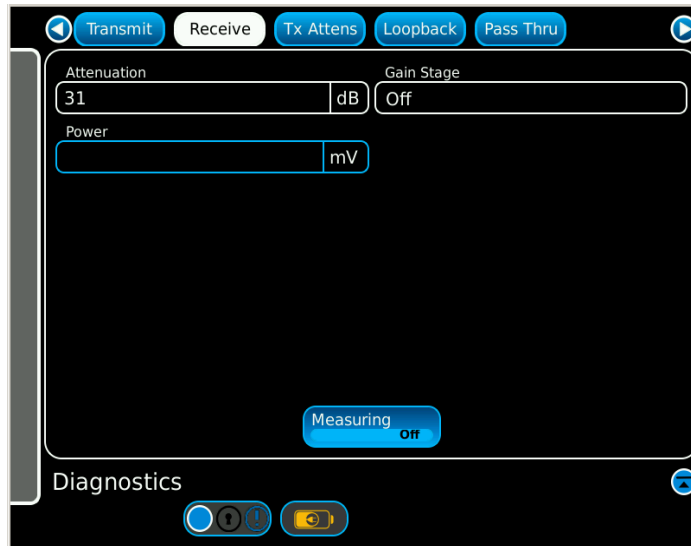 Transmit Receive Tx Attens Loopback Pass Thru
Attenuation Gain Stage
31 dB Off
Power
mV
Measuring
Off
Diagnostics